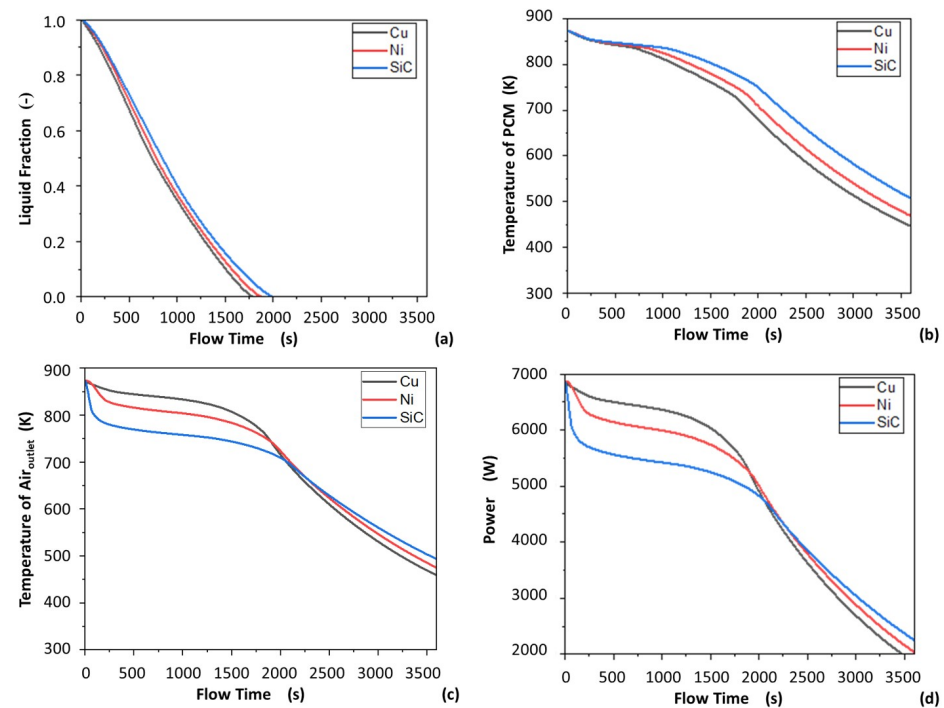 1.0
0.8
0.6
0.4
0.2
0.0
Liquid Fraction (-)
Cu
Ni
SiC
0 500 1000 1500 2000 2500 3000 3500
Flow Time (s)
(a)
900
800
700
600
500
400
300
Temperature of PCM (K)
Cu
Ni
SiC
0 500 1000 1500 2000 2500 3000 3500
Flow Time (s)
(b)
900
800
700
600
500
400
300
Temperature of Air outlet (K)
Cu
Ni
SiC
0 500 1000 1500 2000 2500 3000 3500
Flow Time (s)
(c)
7000
6000
5000
4000
3000
2000
Power (W)
Cu
Ni
SiC
0 500 1000 1500 2000 2500 3000 3500
Flow Time (s)
(d)